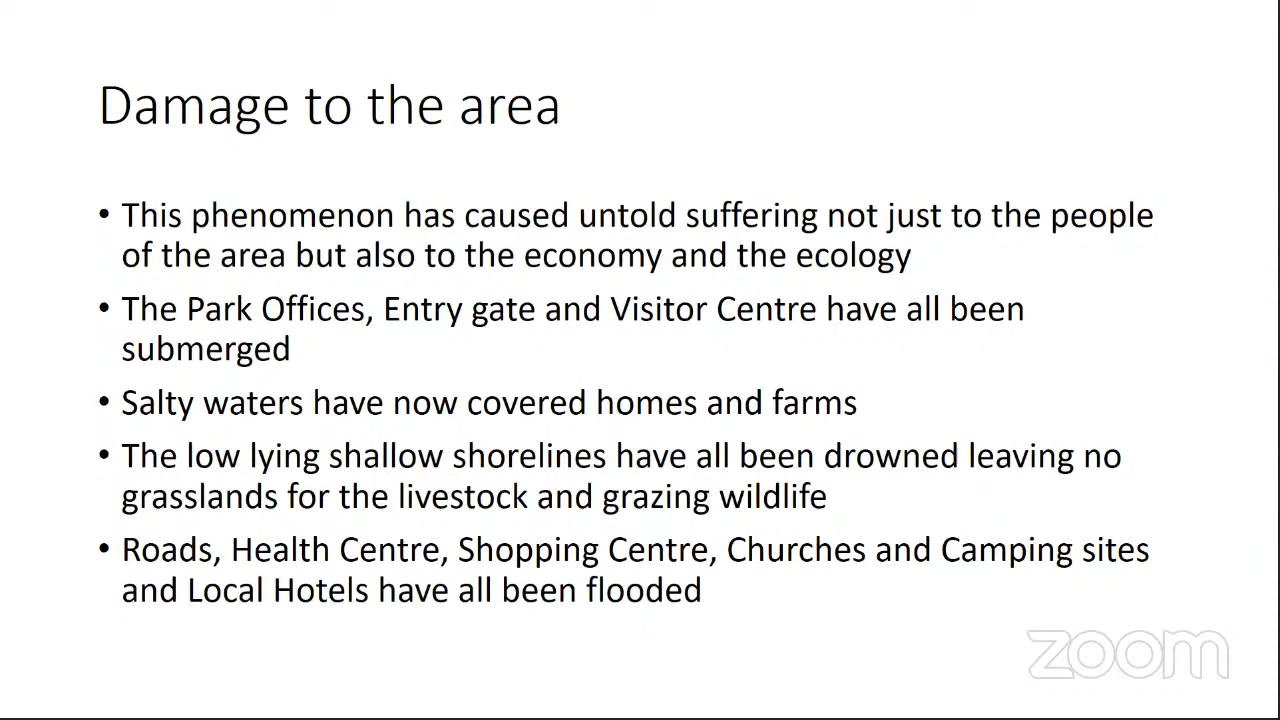 Damage to the area
• This phenomenon has caused untold suffering not just to the people
of the area but also to the economy and the ecology
• The Park Offices, Entry gate and Visitor Centre have all been
submerged
• Salty waters have now covered homes and farms
• The low lying shallow shorelines have all been drowned leaving no
grasslands for the livestock and grazing wildlife
• Roads, Health Centre, Shopping Centre, Churches and Camping sites
and Local Hotels have all been flooded
zoom